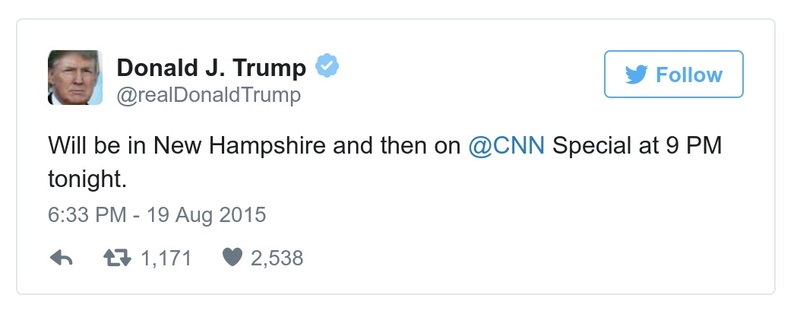 Donald J. Trump
@realDonaldTrump
Follow
Will be in New Hampshire and then on @CNN Special at 9 PM
tonight.
6:33 PM - 19 Aug 2015
1,171 2,538